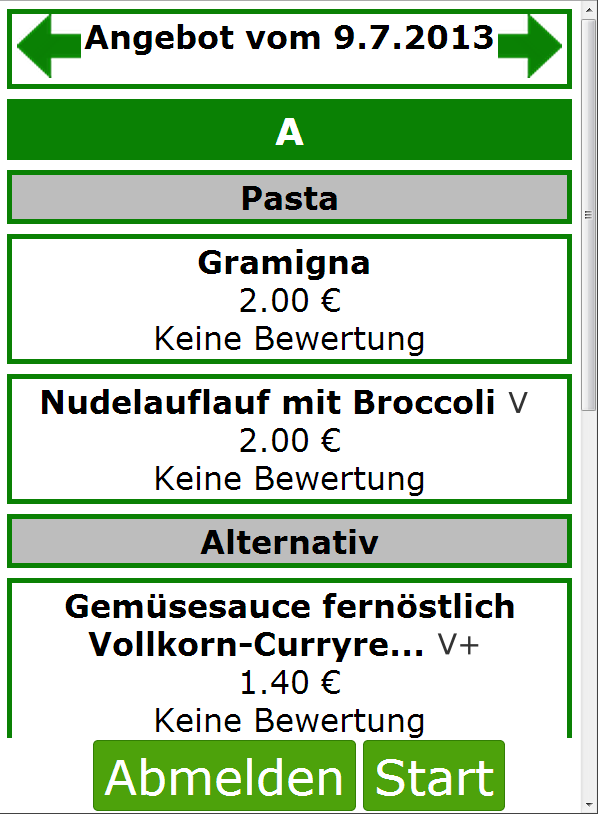 Angebot vom 9.7.2013
A
Pasta
Gramigna
2.00 €
Keine Bewertung
Nudelauflauf mit Broccoli V
2.00 €
Keine Bewertung
Alternativ
Gemüsesauce fernöstlich
Vollkorn-Curryre... V+
1.40 €
Keine Bewertung
Abmelden Start